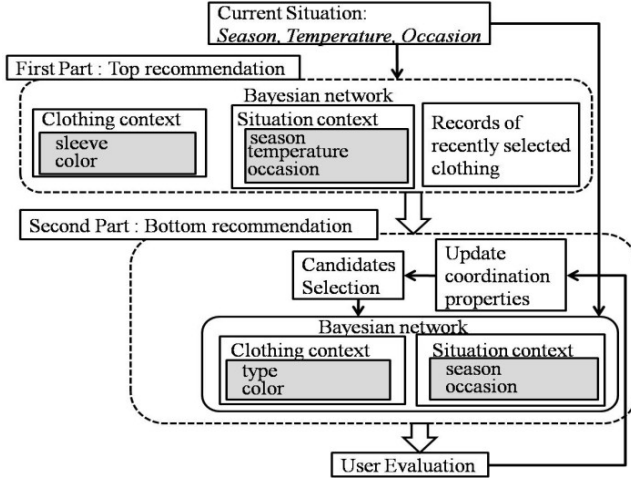 Current Situation:
Season, Temperature, Occasion
First Part : Top recommendation
Bayesian network
Clothing context
sleeve
color
Situation context
season
temperature
occasion
Records of
recently selected
clothing
Second Part : Bottom recommendation
Candidates
Selection
Update
coordination
properties
Bayesian network
Clothing context
type
color
Situation context
season
occasion
User Evaluation